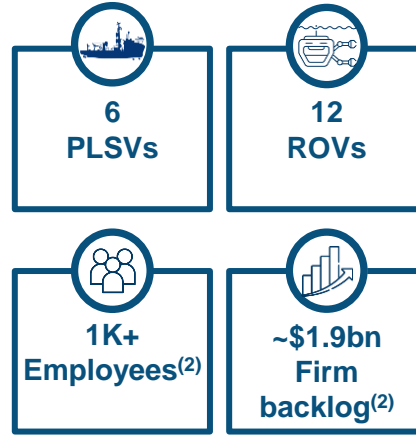 6
PLSVs
12
ROVs
1K+
Employees(2)
~$1.9bn
Firm
backlog(2)